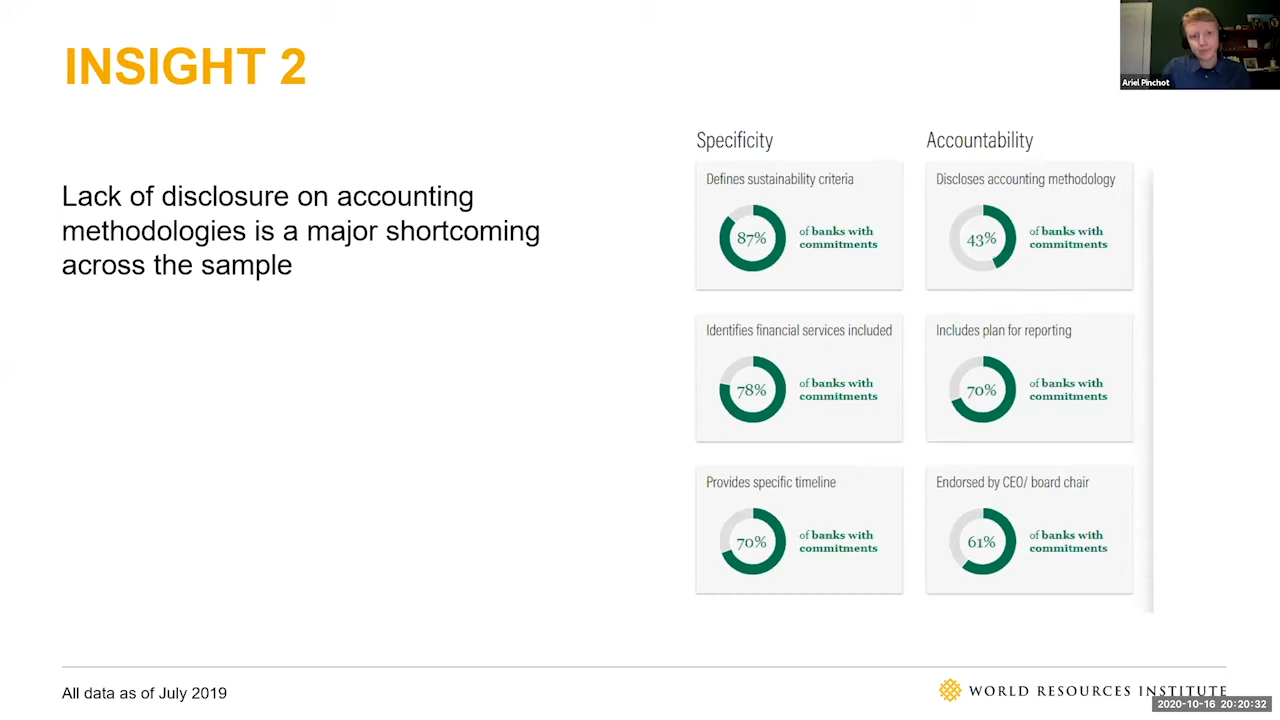 INSIGHT 2
Ariel Pinchot
Lack of disclosure on accounting
methodologies is a major shortcoming
across the sample
Specificity
Defines sustainability criteria
87%
of banks with
commitments
Identifies financial services included
78%
of banks with
commitments
Provides specific timeline
70%
of banks with
commitments
Accountability
Discloses accounting methodology
43%
of banks with
commitments
Includes plan for reporting
70%
of banks with
commitments
Endorsed by CEO/ board chair
61%
of banks with
commitments
All data as of July 2019
WORLD RESOURCES INSTITUTE
2020-10-16 20:20:32